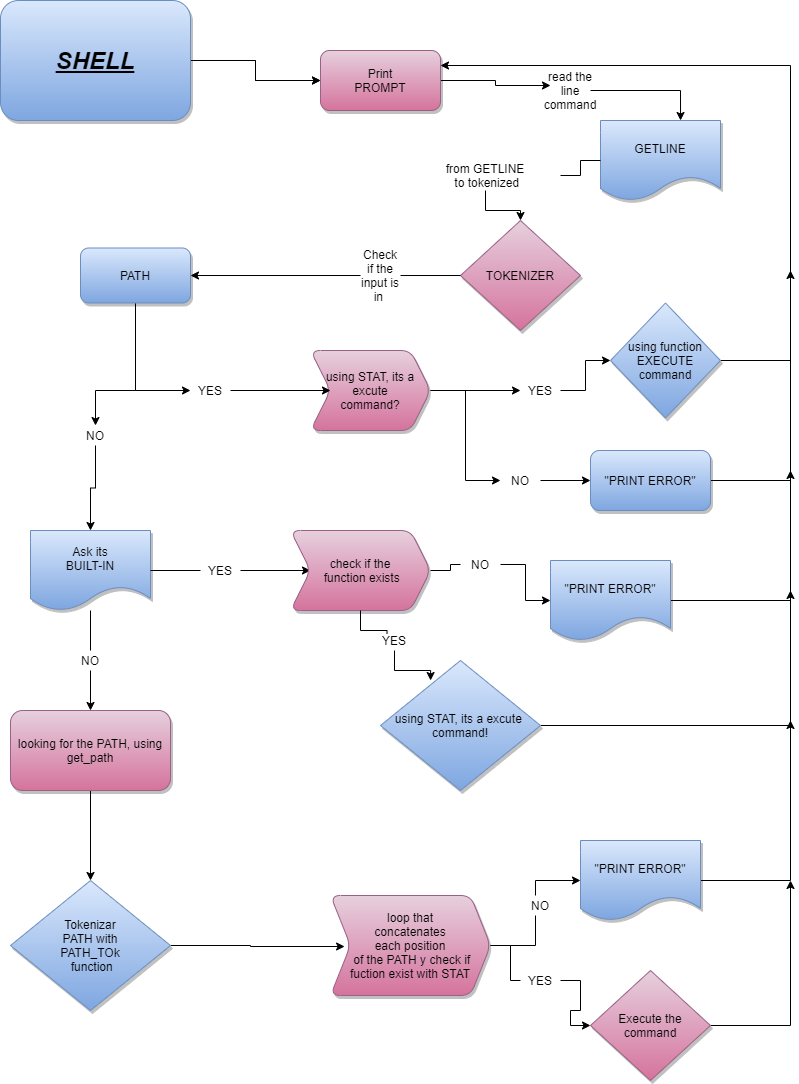 SHELL
Print
PROMPT
read the
line
command
GETLINE
from GETLINE
to tokenized
TOKENIZER
Check
if the
input is
in
PATH
YES
using STAT, its a
excute
command?
YES
using function
EXECUTE
command
NO
NO
"PRINT ERROR"
Ask its
BUILT-IN
YES
check if the
function exists
NO
"PRINT ERROR"
YES
NO
using STAT, its a excute
command!
looking for the PATH, using
get_path
Tokenizar
PATH with
PATH_TOk
function
loop that
concatenates
each position
of the PATH y check if
fuction exist with STAT
NO
"PRINT ERROR"
YES
Execute the
command